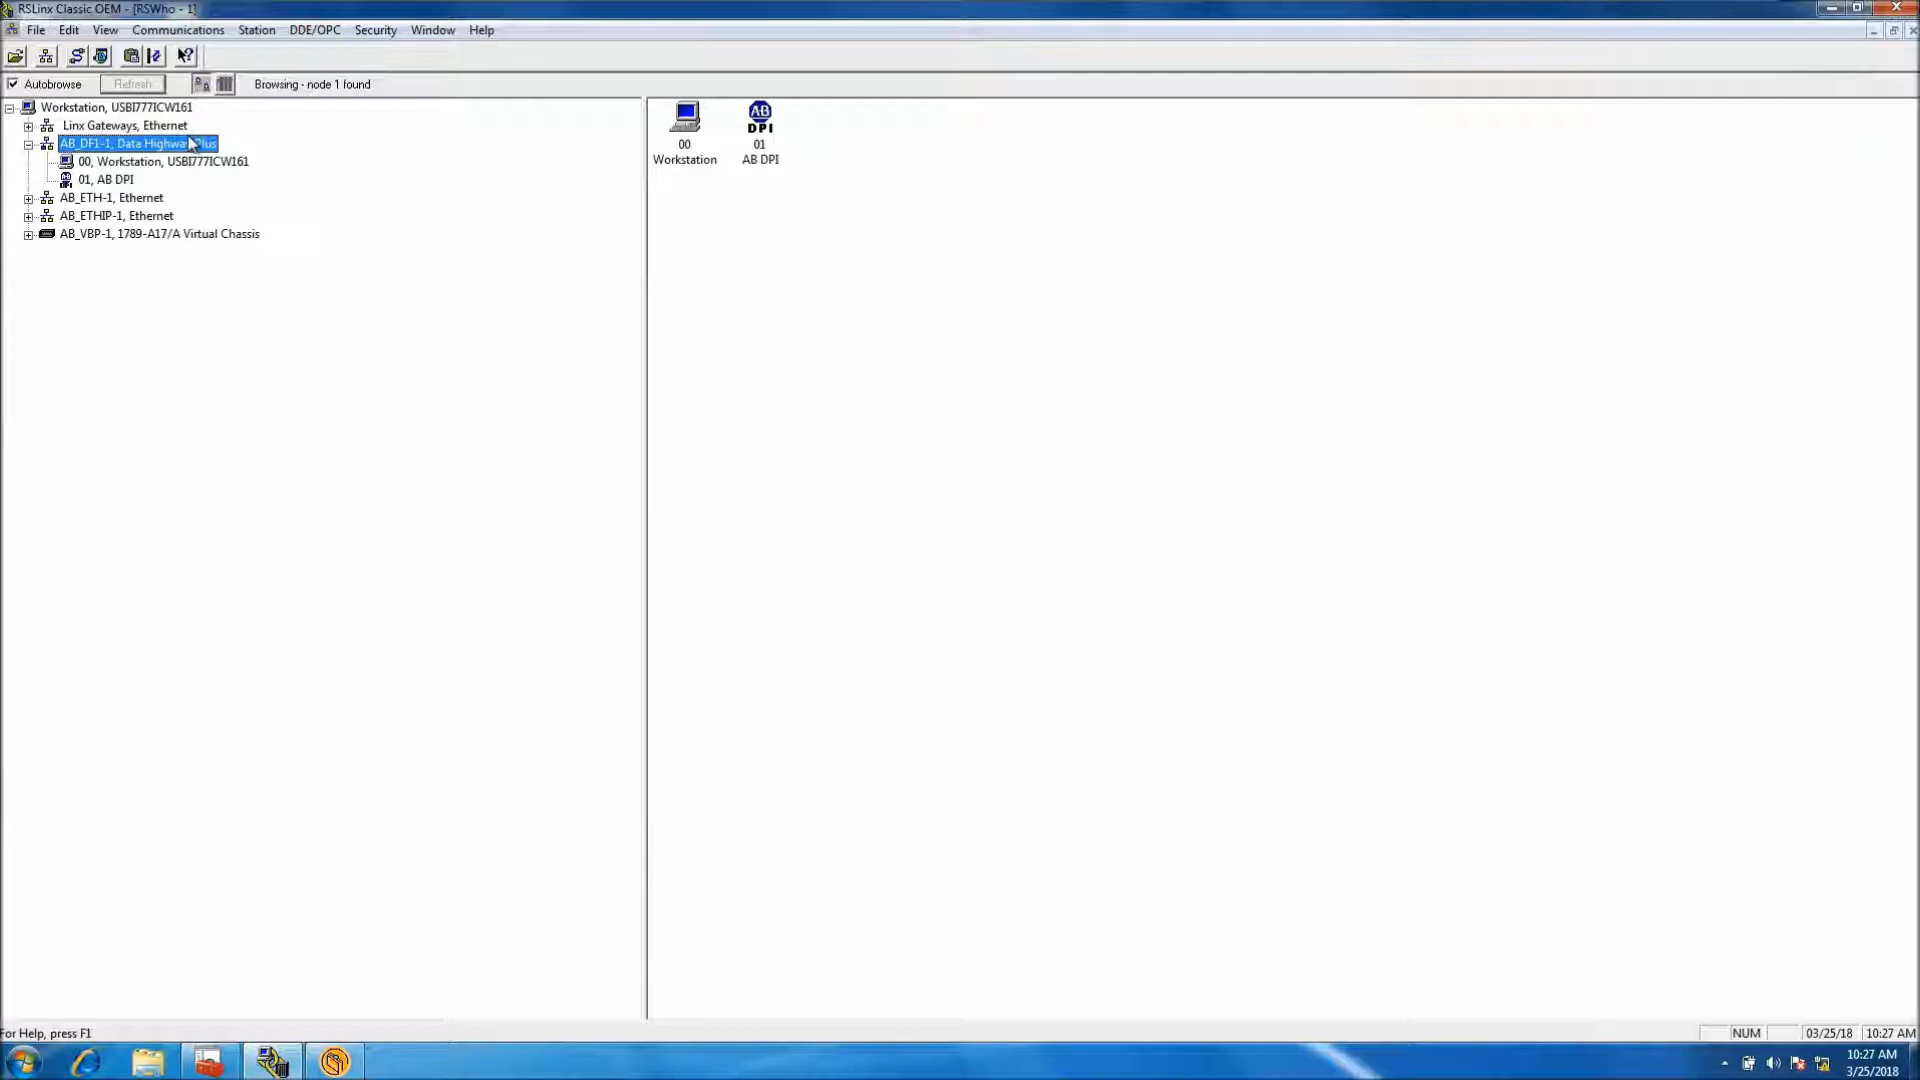 RSLinx Classic OEM - [RSWho - 1]
File Edit View Communications Station DDE/OPC Security Window Help
Autobrowse Refresh Browsing - node 1 found
Workstation, USBI777ICW161
Linx Gateways, Ethernet
AB_DF1-1, Data Highway Plus
00, Workstation, USBI777ICW161
01, AB DPI
AB_ETH-1, Ethernet
AB_ETHIP-1, Ethernet
AB_VBP-1, 1789-A17/A Virtual Chassis
AB
DPI
00
Workstation
01
AB DPI
For Help, press F1
NUM 03/25/18 10:27 AM
10:27 AM
3/25/2018